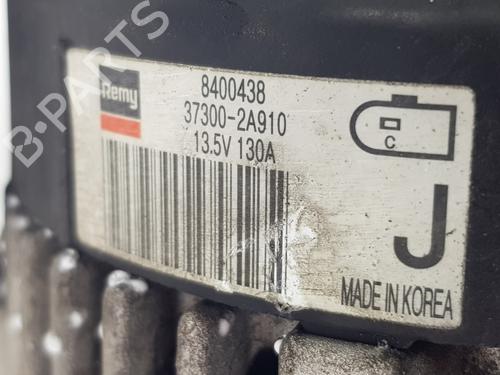 B-PARTS
Remy
8400438
37300-2A910
13.5V 130A
C
J
MADE IN KOREA